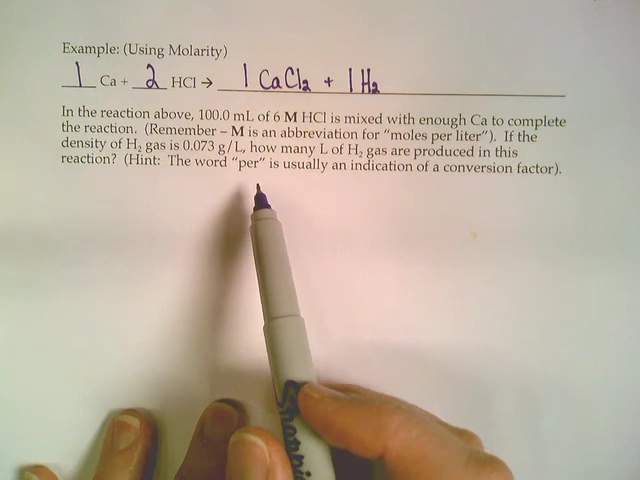 Example: (Using Molarity)
1 Ca + 2 HCl → 1 CaCl₂ + 1 H₂
In the reaction above, 100.0 mL of 6 M HCl is mixed with enough Ca to complete
the reaction. (Remember – M is an abbreviation for “moles per liter”). If the
density of H₂ gas is 0.073 g/L, how many L of H₂ gas are produced in this
reaction? (Hint: The word “per” is usually an indication of a conversion factor).
Sharpie